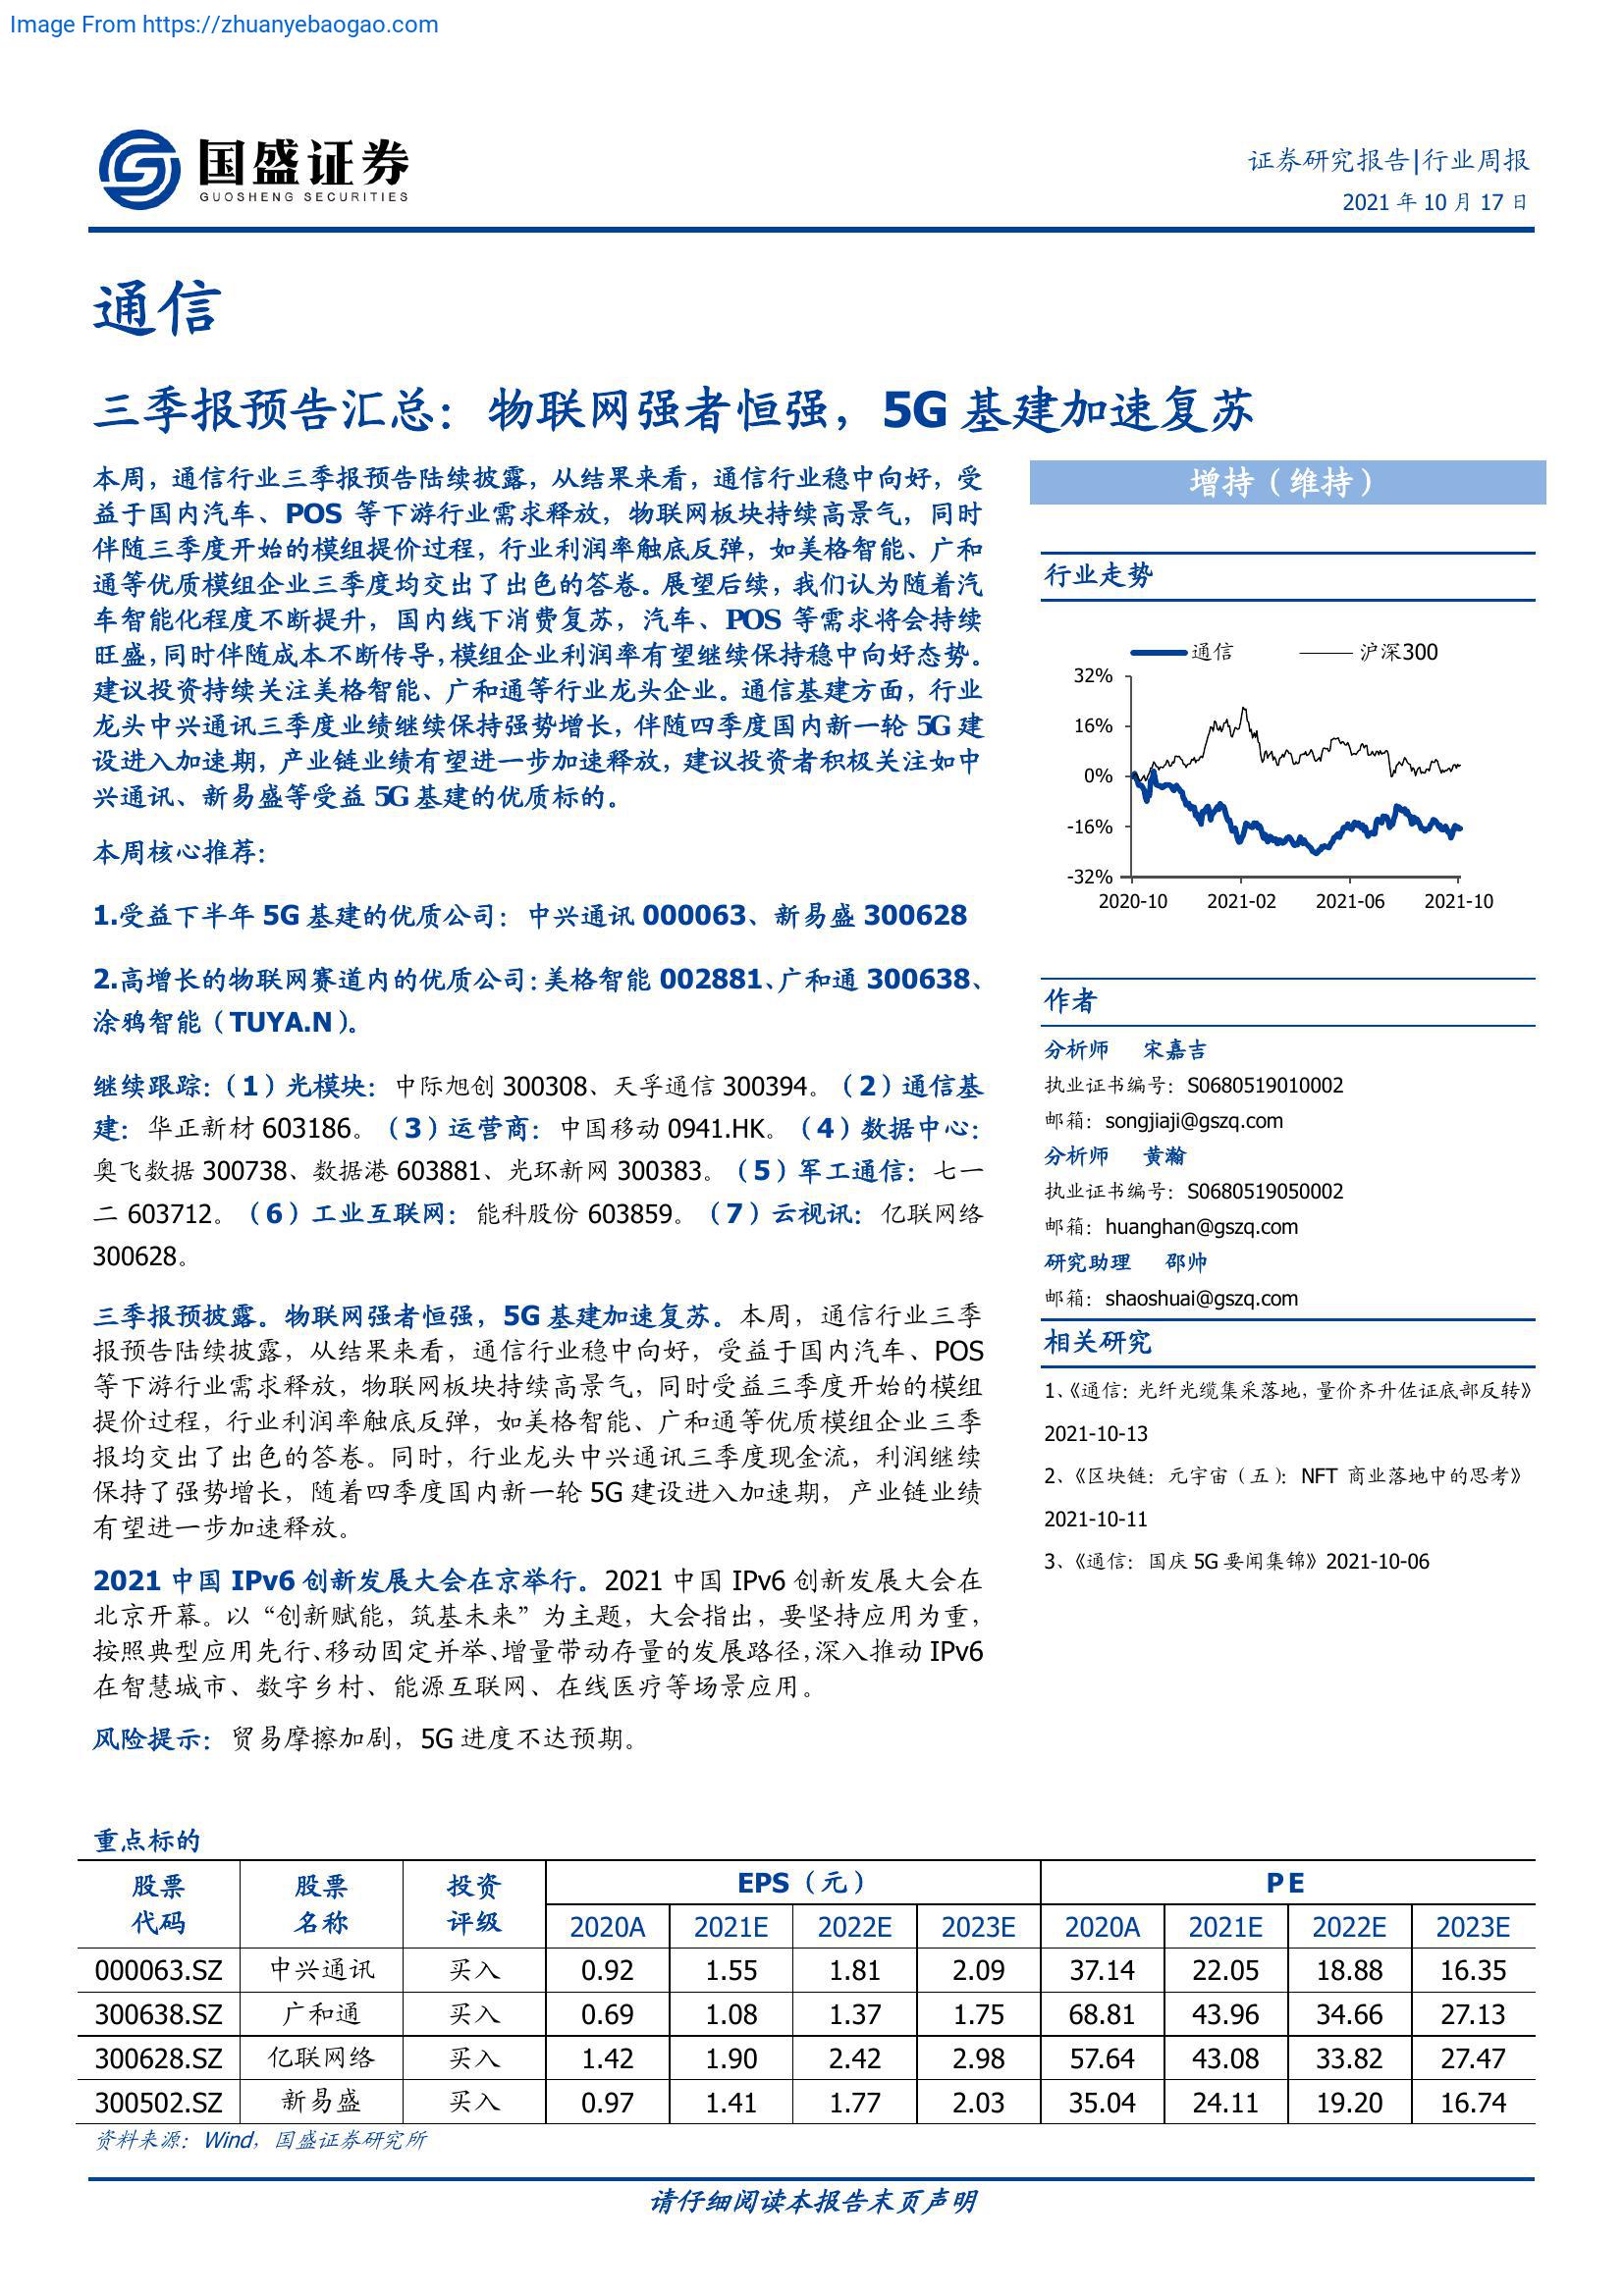 Image From https://zhuanyebaogao.com
国盛证券
GUOSHENG SECURITIES
证券研究报告|行业周报
2021 年 10 月 17 日
通信
三季报预告汇总：物联网强者恒强，5G 基建加速复苏
本周，通信行业三季报预告陆续披露，从结果来看，通信行业稳中向好，受
益于国内汽车、POS 等下游行业需求释放，物联网板块持续高景气，同时
伴随三季度开始的模组提价过程，行业利润率触底反弹，如美格智能、广和
通等优质模组企业三季度均交出了出色的答卷。展望后续，我们认为随着汽
车智能化程度不断提升，国内线下消费复苏，汽车、POS 等需求将会持续
旺盛，同时伴随成本不断传导，模组企业利润率有望继续保持稳中向好态势。
建议投资持续关注美格智能、广和通等行业龙头企业。通信基建方面，行业
龙头中兴通讯三季度业绩继续保持强势增长，伴随四季度国内新一轮 5G 建
设进入加速期，产业链业绩有望进一步加速释放，建议投资者积极关注如中
兴通讯、新易盛等受益 5G 基建的优质标的。
本周核心推荐：
1.受益下半年 5G 基建的优质公司：中兴通讯 000063、新易盛 300628
2.高增长的物联网赛道内的优质公司：美格智能 002881、广和通 300638、
涂鸦智能（TUYA.N）。
继续跟踪：（1）光模块：中际旭创 300308、天孚通信 300394。（2）通信基
建：华正新材 603186。（3）运营商：中国移动 0941.HK。（4）数据中心：
奥飞数据 300738、数据港 603881、光环新网 300383。（5）军工通信：七一
二 603712。（6）工业互联网：能科股份 603859。（7）云视讯：亿联网络
300628。
三季报预披露。物联网强者恒强，5G 基建加速复苏。本周，通信行业三季
报预告陆续披露，从结果来看，通信行业稳中向好，受益于国内汽车、POS
等下游行业需求释放，物联网板块持续高景气，同时受益三季度开始的模组
提价过程，行业利润率触底反弹，如美格智能、广和通等优质模组企业三季
报均交出了出色的答卷。同时，行业龙头中兴通讯三季度现金流，利润继续
保持了强势增长，随着四季度国内新一轮 5G 建设进入加速期，产业链业绩
有望进一步加速释放。
2021 中国 IPv6 创新发展大会在京举行。2021 中国 IPv6 创新发展大会在
北京开幕。以“创新赋能，筑基未来”为主题，大会指出，要坚持应用为重，
按照典型应用先行、移动固定并举、增量带动存量的发展路径，深入推动 IPv6
在智慧城市、数字乡村、能源互联网、在线医疗等场景应用。
风险提示：贸易摩擦加剧，5G 进度不达预期。
增持（维持）
行业走势
通信 沪深300
32%
16%
0%
-16%
-32%
2020-10 2021-02 2021-06 2021-10
作者
分析师 宋嘉吉
执业证书编号：S0680519010002
邮箱：songjiaji@gszq.com
分析师 黄瀚
执业证书编号：S0680519050002
邮箱：huanghan@gszq.com
研究助理 邵帅
邮箱：shaoshuai@gszq.com
相关研究
1、《通信：光纤光缆集采落地，量价齐升佐证底部反转》
2021-10-13
2、《区块链：元宇宙（五）：NFT 商业落地中的思考》
2021-10-11
3、《通信：国庆 5G 要闻集锦》2021-10-06
重点标的
股票 股票 投资 EPS（元） P E
代码 名称 评级 2020A 2021E 2022E 2023E 2020A 2021E 2022E 2023E
000063.SZ 中兴通讯 买入 0.92 1.55 1.81 2.09 37.14 22.05 18.88 16.35
300638.SZ 广和通 买入 0.69 1.08 1.37 1.75 68.81 43.96 34.66 27.13
300628.SZ 亿联网络 买入 1.42 1.90 2.42 2.98 57.64 43.08 33.82 27.47
300502.SZ 新易盛 买入 0.97 1.41 1.77 2.03 35.04 24.11 19.20 16.74
资料来源：Wind，国盛证券研究所
请仔细阅读本报告末页声明